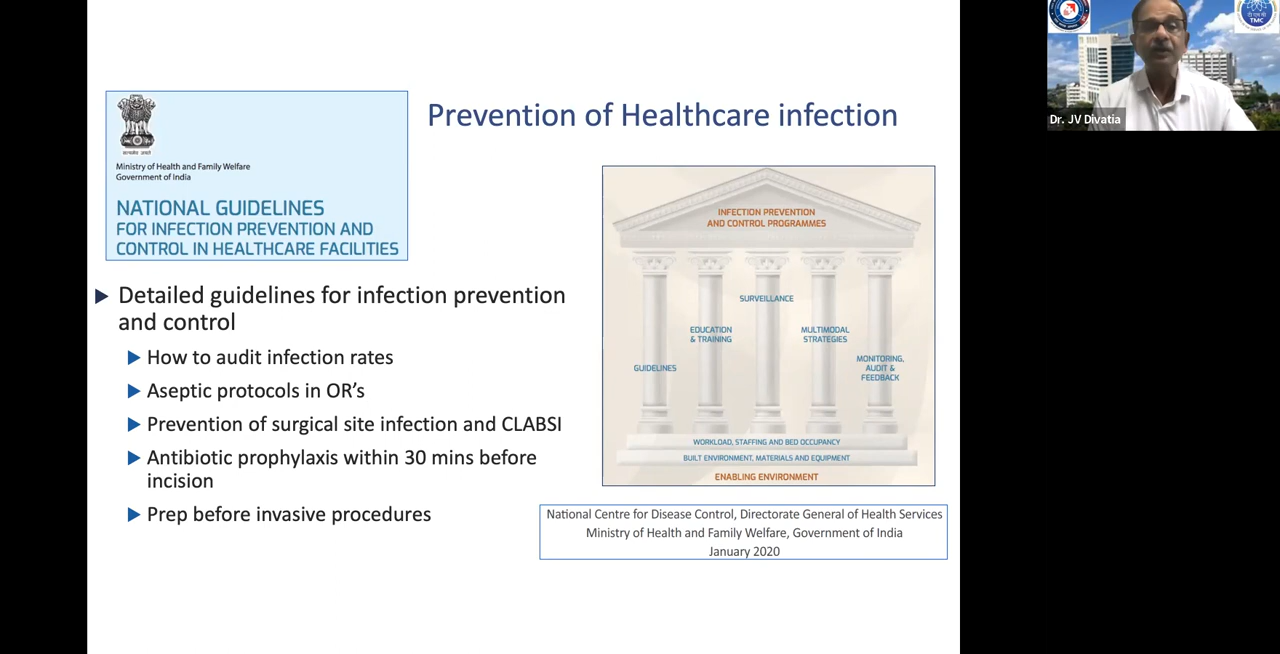 Prevention of Healthcare infection
Ministry of Health and Family Welfare
Government of India
NATIONAL GUIDELINES
FOR INFECTION PREVENTION AND
CONTROL IN HEALTHCARE FACILITIES
Detailed guidelines for infection prevention
and control
How to audit infection rates
Aseptic protocols in OR’s
Prevention of surgical site infection and CLABSI
Antibiotic prophylaxis within 30 mins before
incision
Prep before invasive procedures
INFECTION PREVENTION
AND CONTROL PROGRAMMES
GUIDELINES
EDUCATION
& TRAINING
SURVEILLANCE
MULTIMODAL
STRATEGIES
MONITORING,
AUDIT &
FEEDBACK
WORKLOAD, STAFFING AND BED OCCUPANCY
BUILT ENVIRONMENT, MATERIALS AND EQUIPMENT
ENABLING ENVIRONMENT
National Centre for Disease Control, Directorate General of Health Services
Ministry of Health and Family Welfare, Government of India
January 2020
TMC
Dr. JV Divatia